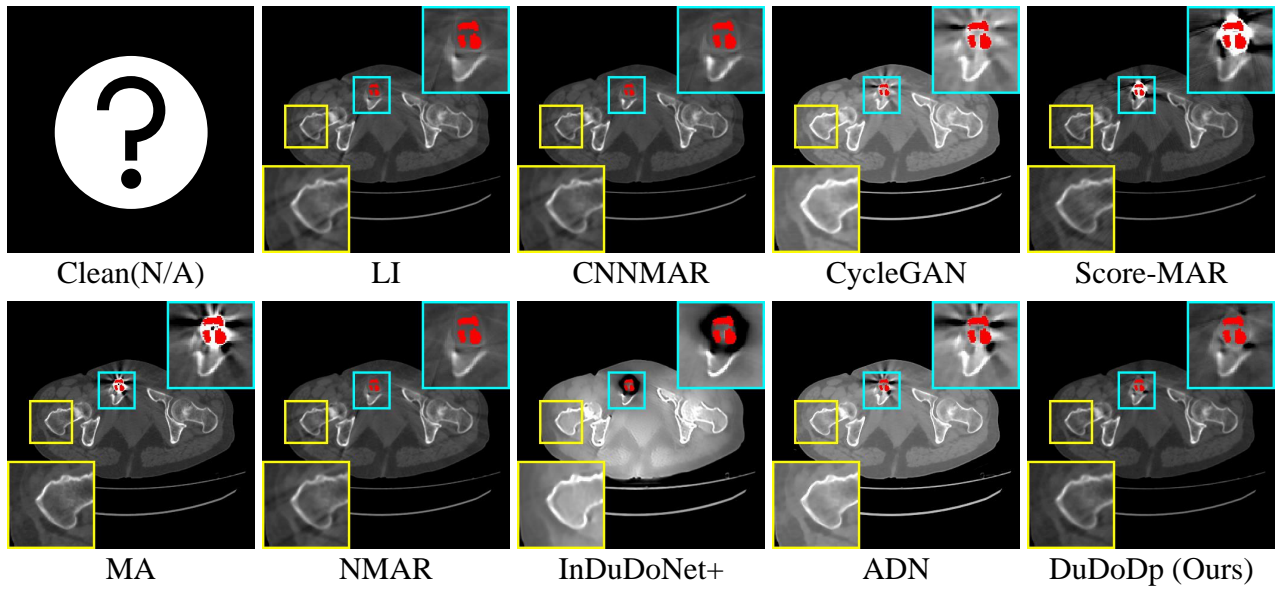 ?
Clean(N/A) LI CNNMAR CycleGAN Score-MAR
MA NMAR InDuDoNet+ ADN DuDoDp (Ours)